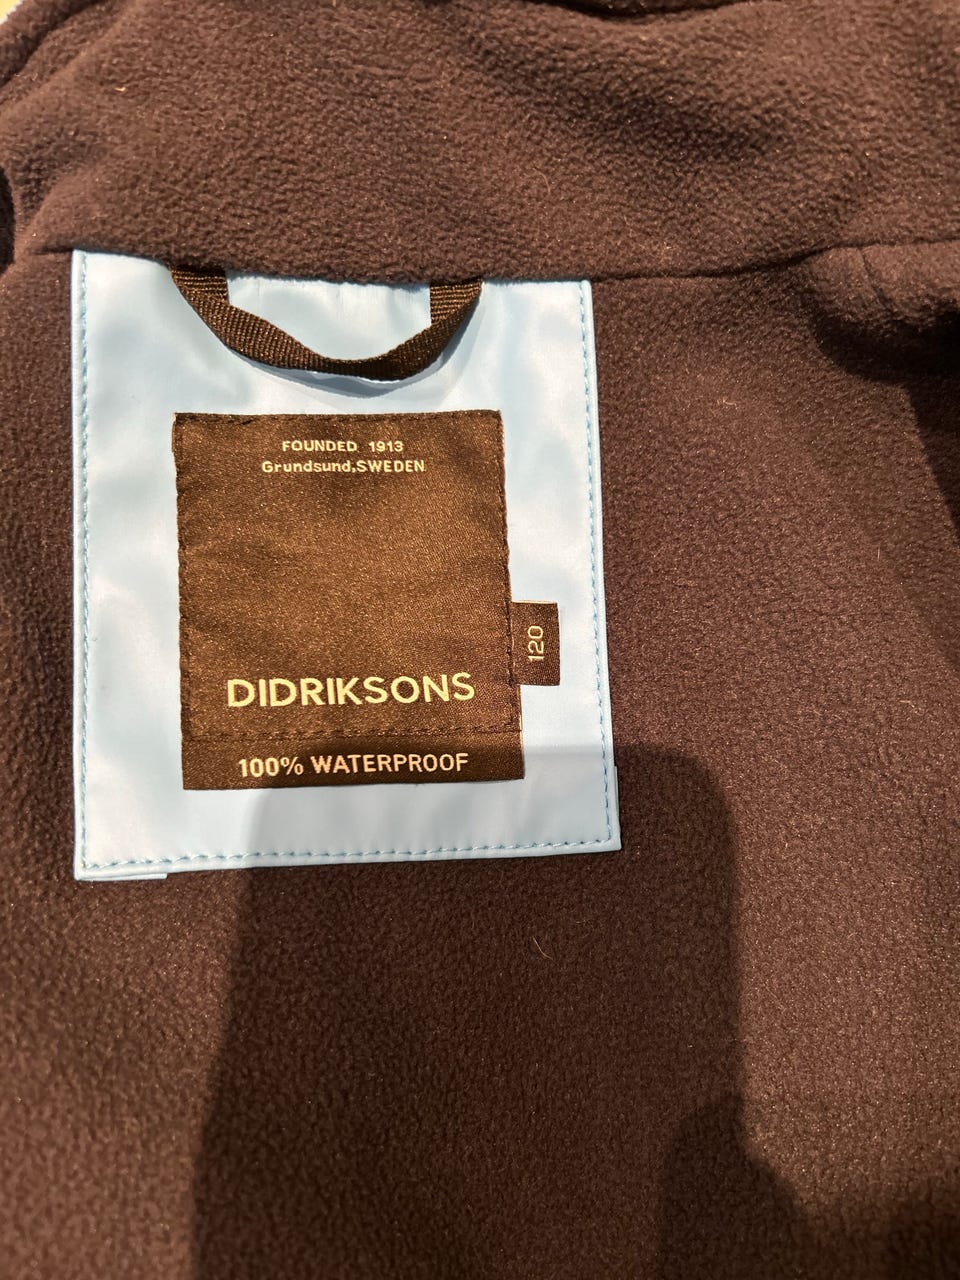 FOUNDED 1913
Grundsund,SWEDEN
120
DIDRIKSONS
100% WATERPROOF